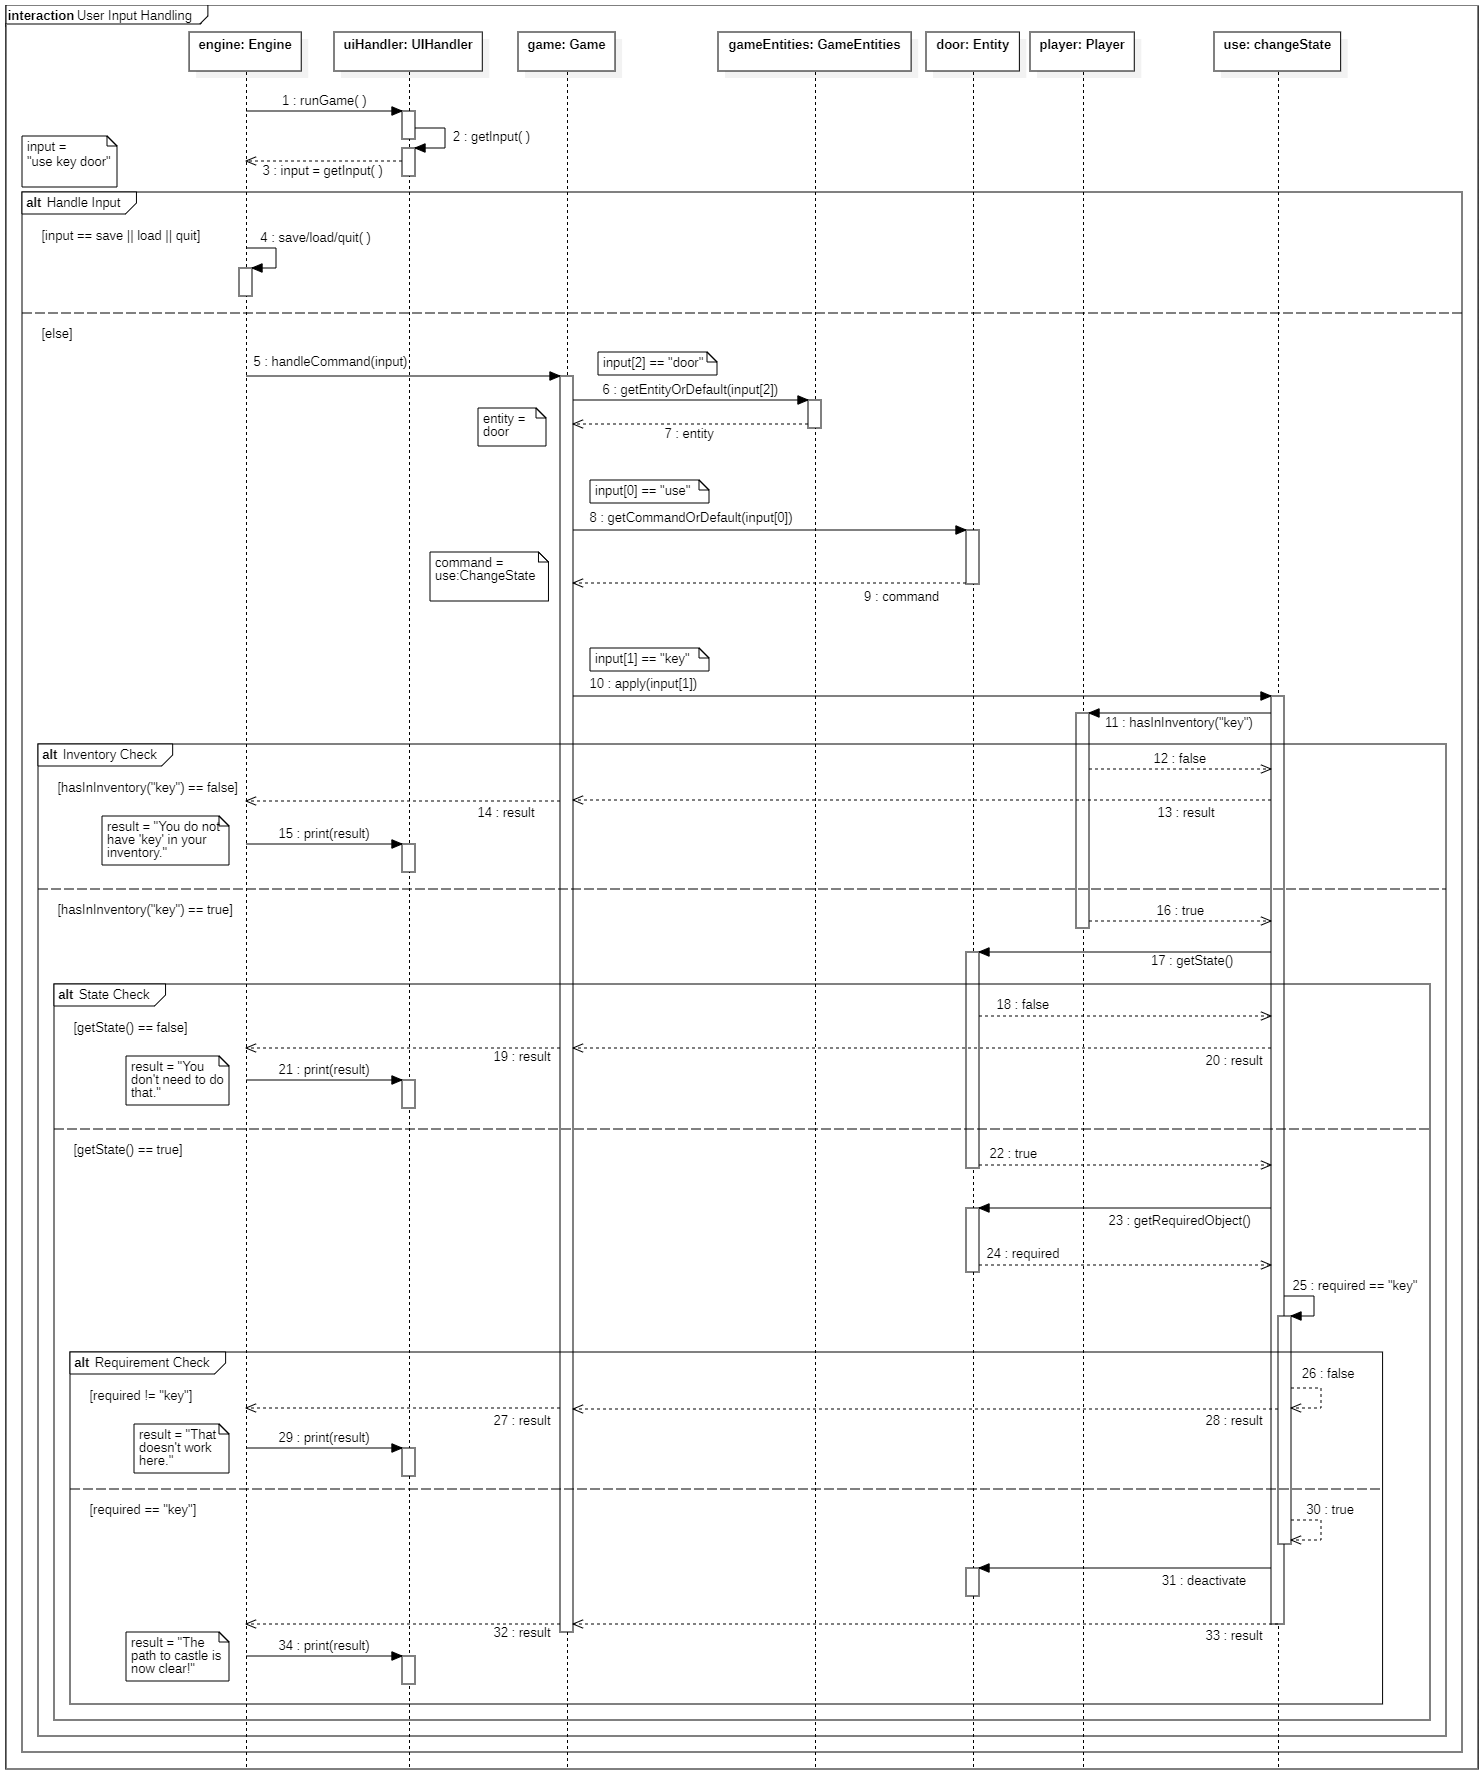 interaction User Input Handling
engine: Engine
uiHandler: UIHandler
game: Game
gameEntities: GameEntities
door: Entity
player: Player
use: changeState
1 : runGame( )
2 : getInput( )
input =
"use key door"
3 : input = getInput( )
alt Handle Input
[input == save || load || quit]
4 : save/load/quit( )
[else]
5 : handleCommand(input)
input[2] == "door"
6 : getEntityOrDefault(input[2])
entity =
door
7 : entity
input[0] == "use"
8 : getCommandOrDefault(input[0])
command =
use:ChangeState
9 : command
input[1] == "key"
10 : apply(input[1])
11 : hasInInventory("key")
alt Inventory Check
12 : false
[hasInInventory("key") == false]
14 : result
13 : result
result = "You do not
have 'key' in your
inventory."
15 : print(result)
[hasInInventory("key") == true]
16 : true
17 : getState()
alt State Check
18 : false
[getState() == false]
19 : result
20 : result
result = "You
don't need to do
that."
21 : print(result)
[getState() == true]
22 : true
23 : getRequiredObject()
24 : required
25 : required == "key"
alt Requirement Check
26 : false
[required != "key"]
27 : result
28 : result
result = "That
doesn't work
here."
29 : print(result)
[required == "key"]
30 : true
31 : deactivate
32 : result
33 : result
result = "The
path to castle is
now clear!"
34 : print(result)